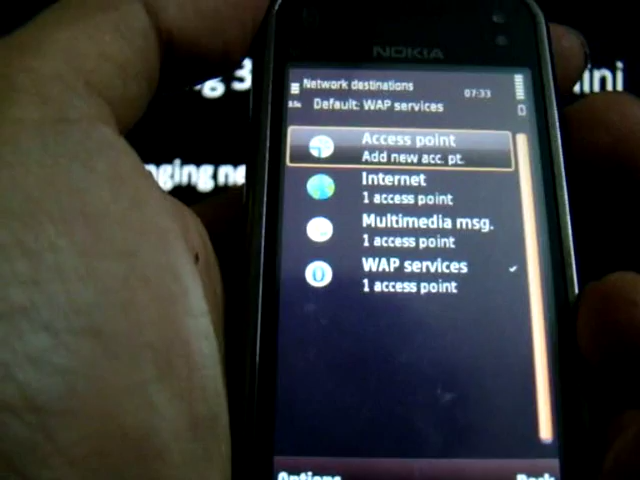 NOKIA
Network destinations
07:33
Default: WAP services
Access point
Add new acc. pt.
Internet
1 access point
Multimedia msg.
1 access point
WAP services
1 access point
Options